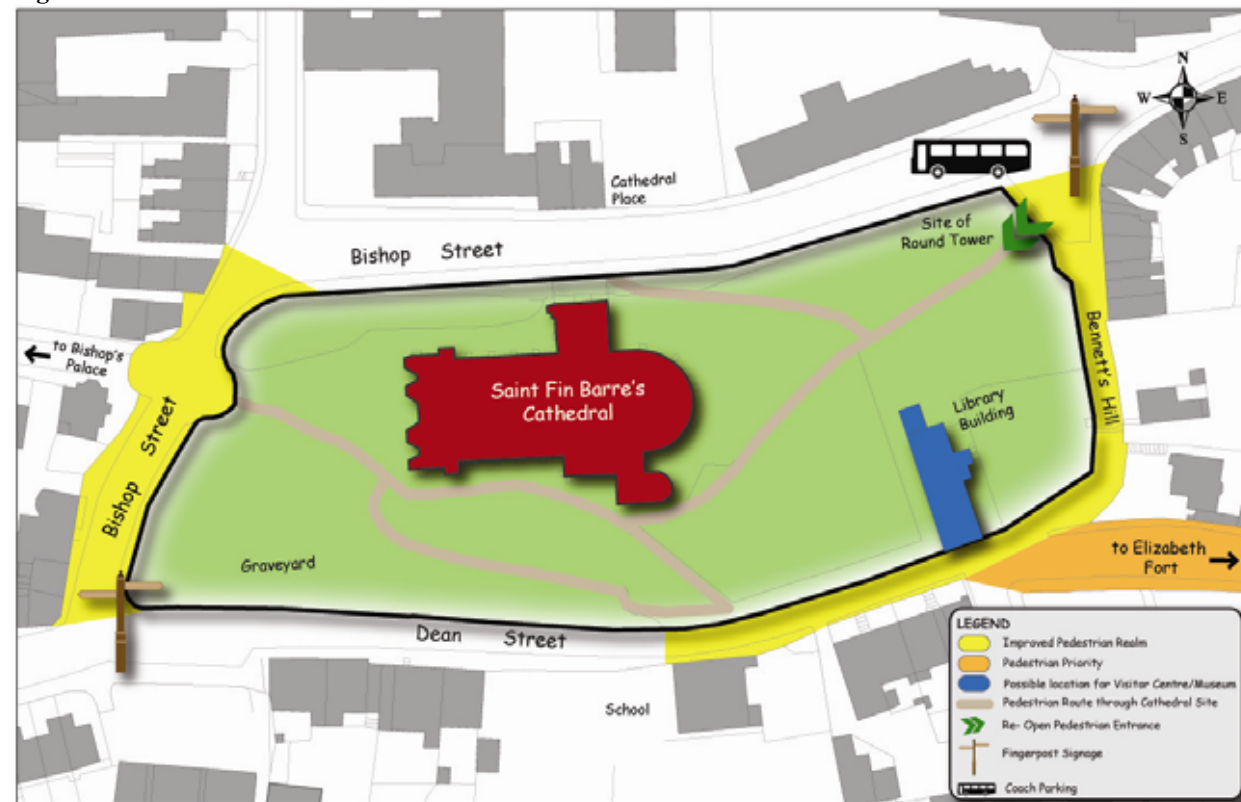 N
W E
S
Cathedral
Place
Bishop Street
Site of
Round Tower
to Bishop's
Palace
Saint Fin Barre's
Cathedral
Bennett's Hill
Library
Building
Bishop Street
Graveyard
to Elizabeth
Fort
Dean Street
School
LEGEND
Improved Pedestrian Realm
Pedestrian Priority
Possible location for Visitor Centre/Museum
Pedestrian Route through Cathedral Site
Re- Open Pedestrian Entrance
Fingerpost Signage
Coach Parking